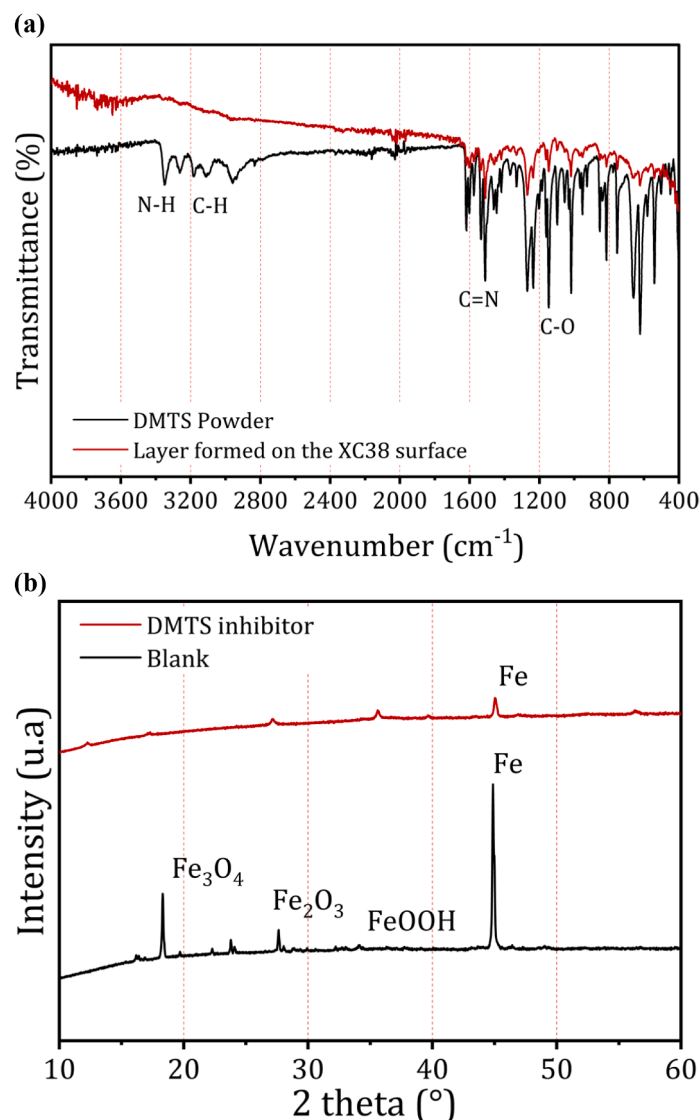 (a)
Transmittance (%)
N-H
C-H
C=N
C-O
DMTS Powder
Layer formed on the XC38 surface
4000 3600 3200 2800 2400 2000 1600 1200 800 400
Wavenumber (cm⁻¹)
(b)
Intensity (u.a)
DMTS inhibitor
Blank
Fe
Fe
Fe₃O₄
Fe₂O₃
FeOOH
10 20 30 40 50 60
2 theta (°)